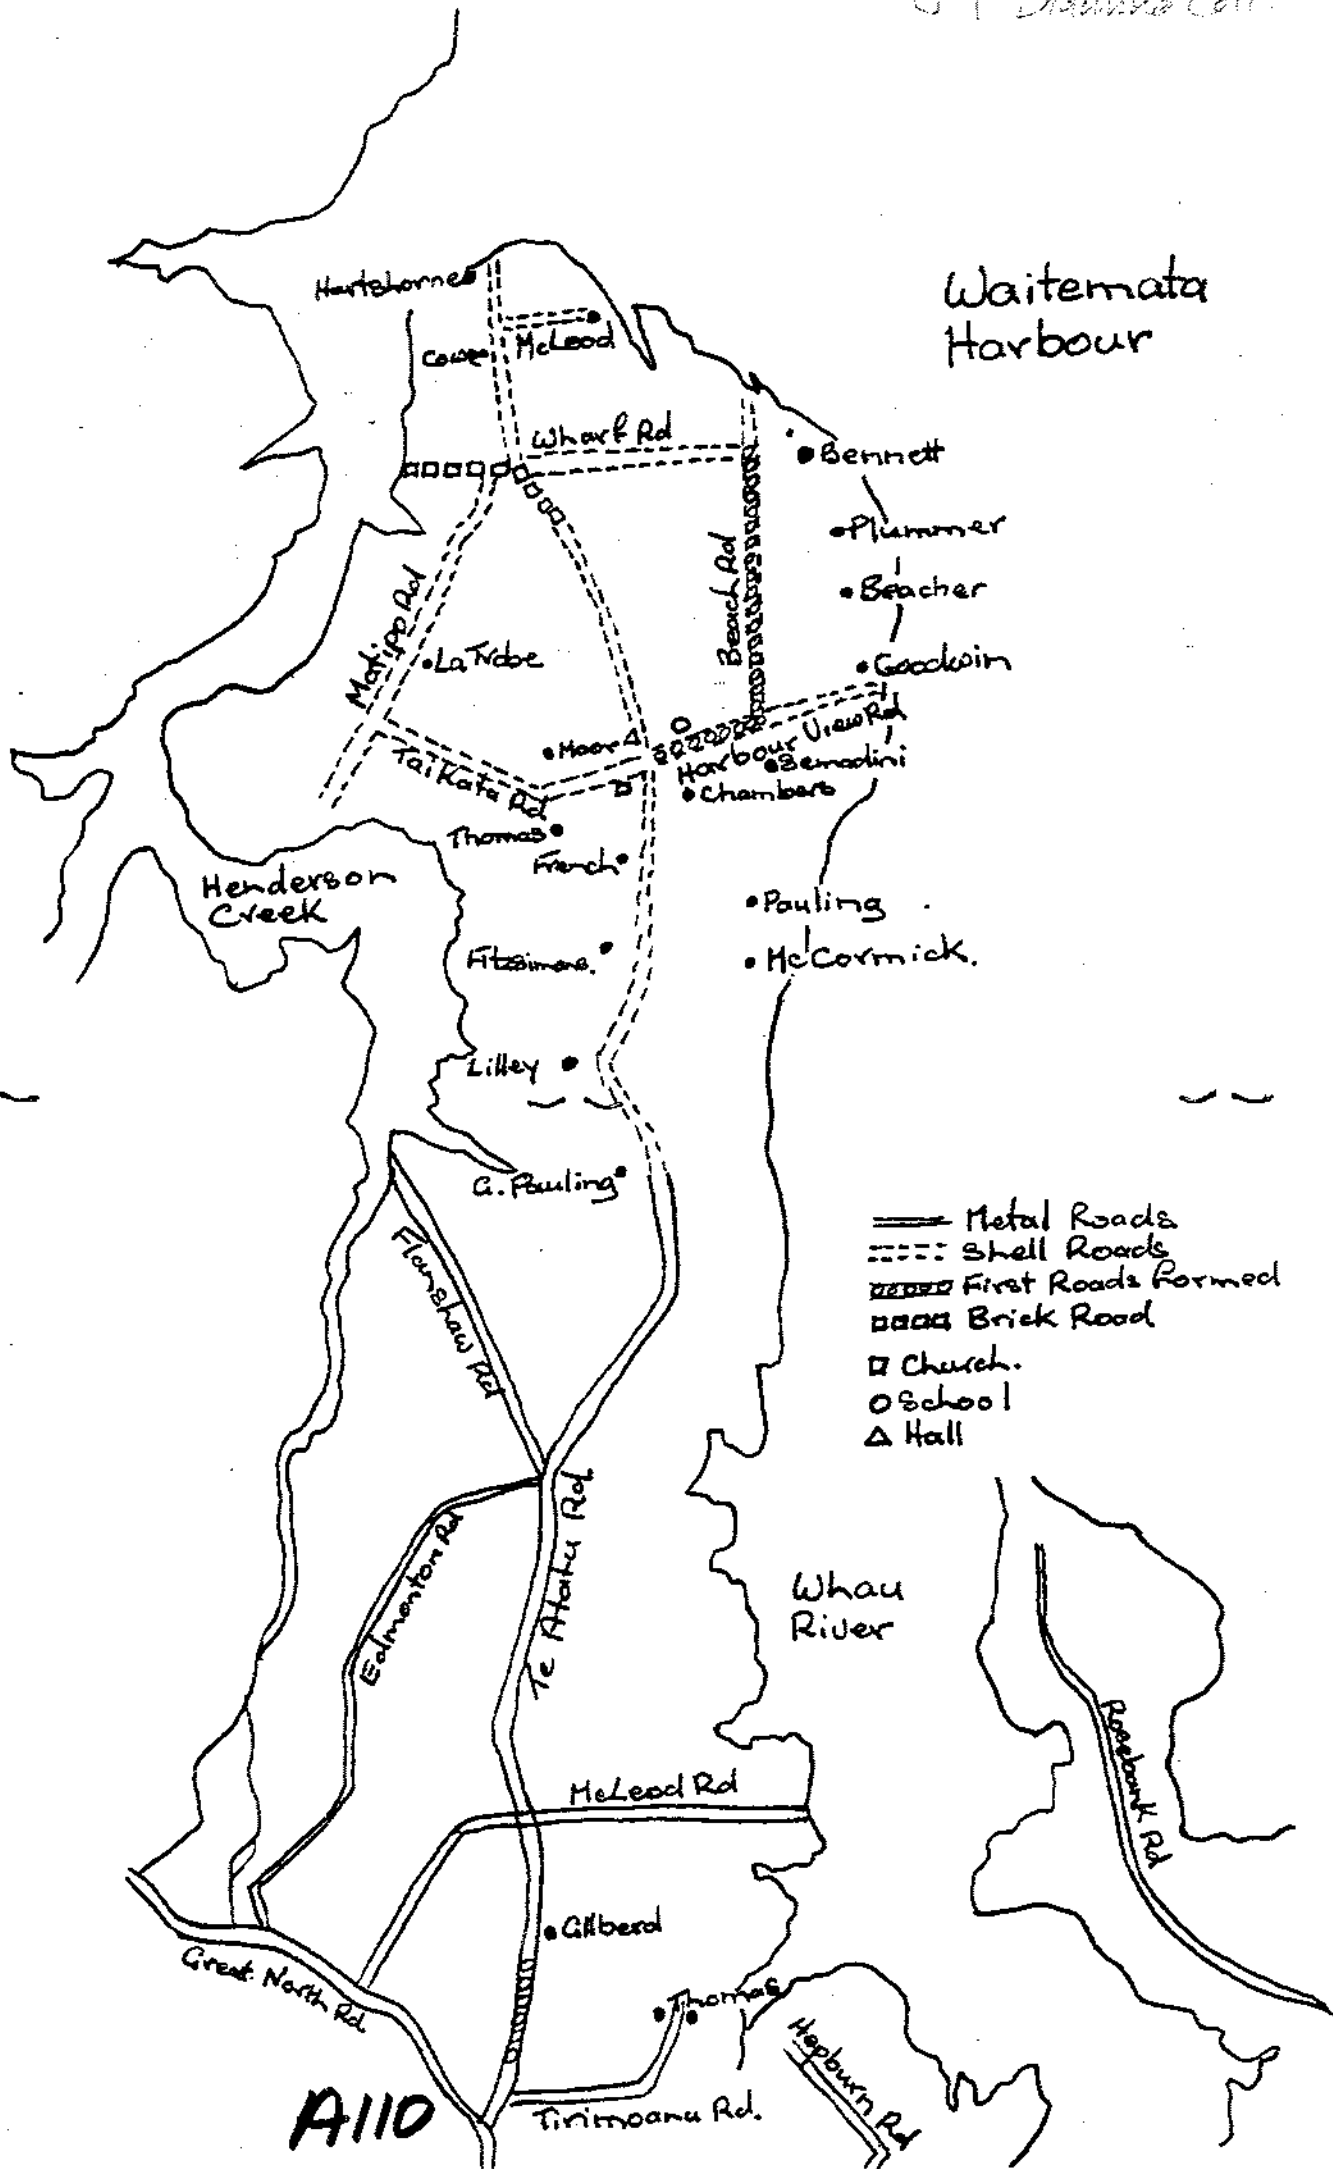 Hartshorne
McLeod
Waitemata
Harbour
Wharf Rd
Bennett
Plummer
Beach Rd
Beacher
Matipo Rd
La Trobe
Goodwin
Moor
Harbour View Rd
Semadini
Tai Kata Rd
Chambers
Thomas
French
Henderson
Creek
Pauling
Fitzsimons.
McCormick.
Lilley
G. Pauling
Metal Roads
Shell Roads
First Roads formed
Brick Road
Church.
School
Hall
Flanshaw Rd
Edmonton Rd
Te Atatu Rd.
Whau
River
Rosebank Rd
McLeod Rd
Gilberd
Great North Rd.
Thomas
Hepburn Rd
Tirimoana Rd.
A110